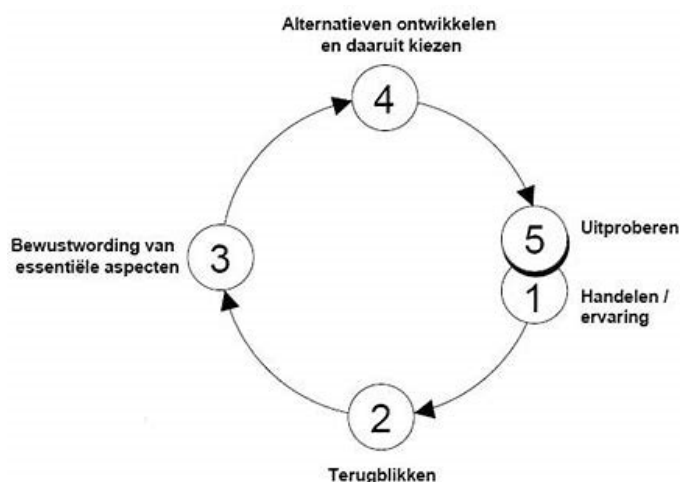 Alternatieven ontwikkelen
en daaruit kiezen
4
5
Uitproberen
Bewustwording van
essentiële aspecten
3
1
Handelen /
ervaring
2
Terugblikken